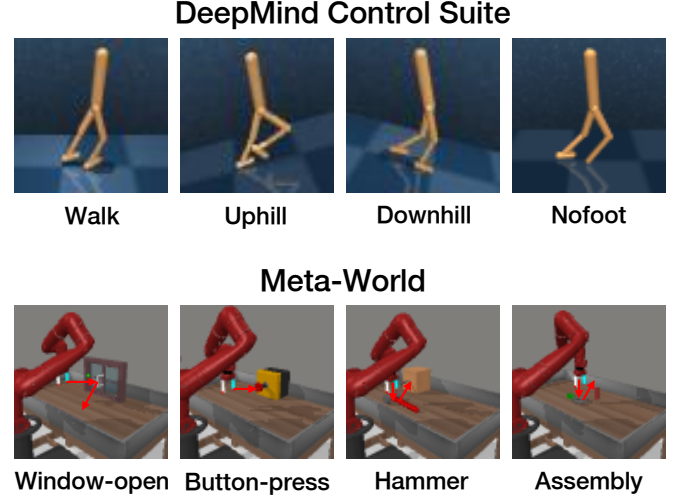 DeepMind Control Suite
Walk Uphill Downhill Nofoot
Meta-World
Window-open Button-press Hammer Assembly